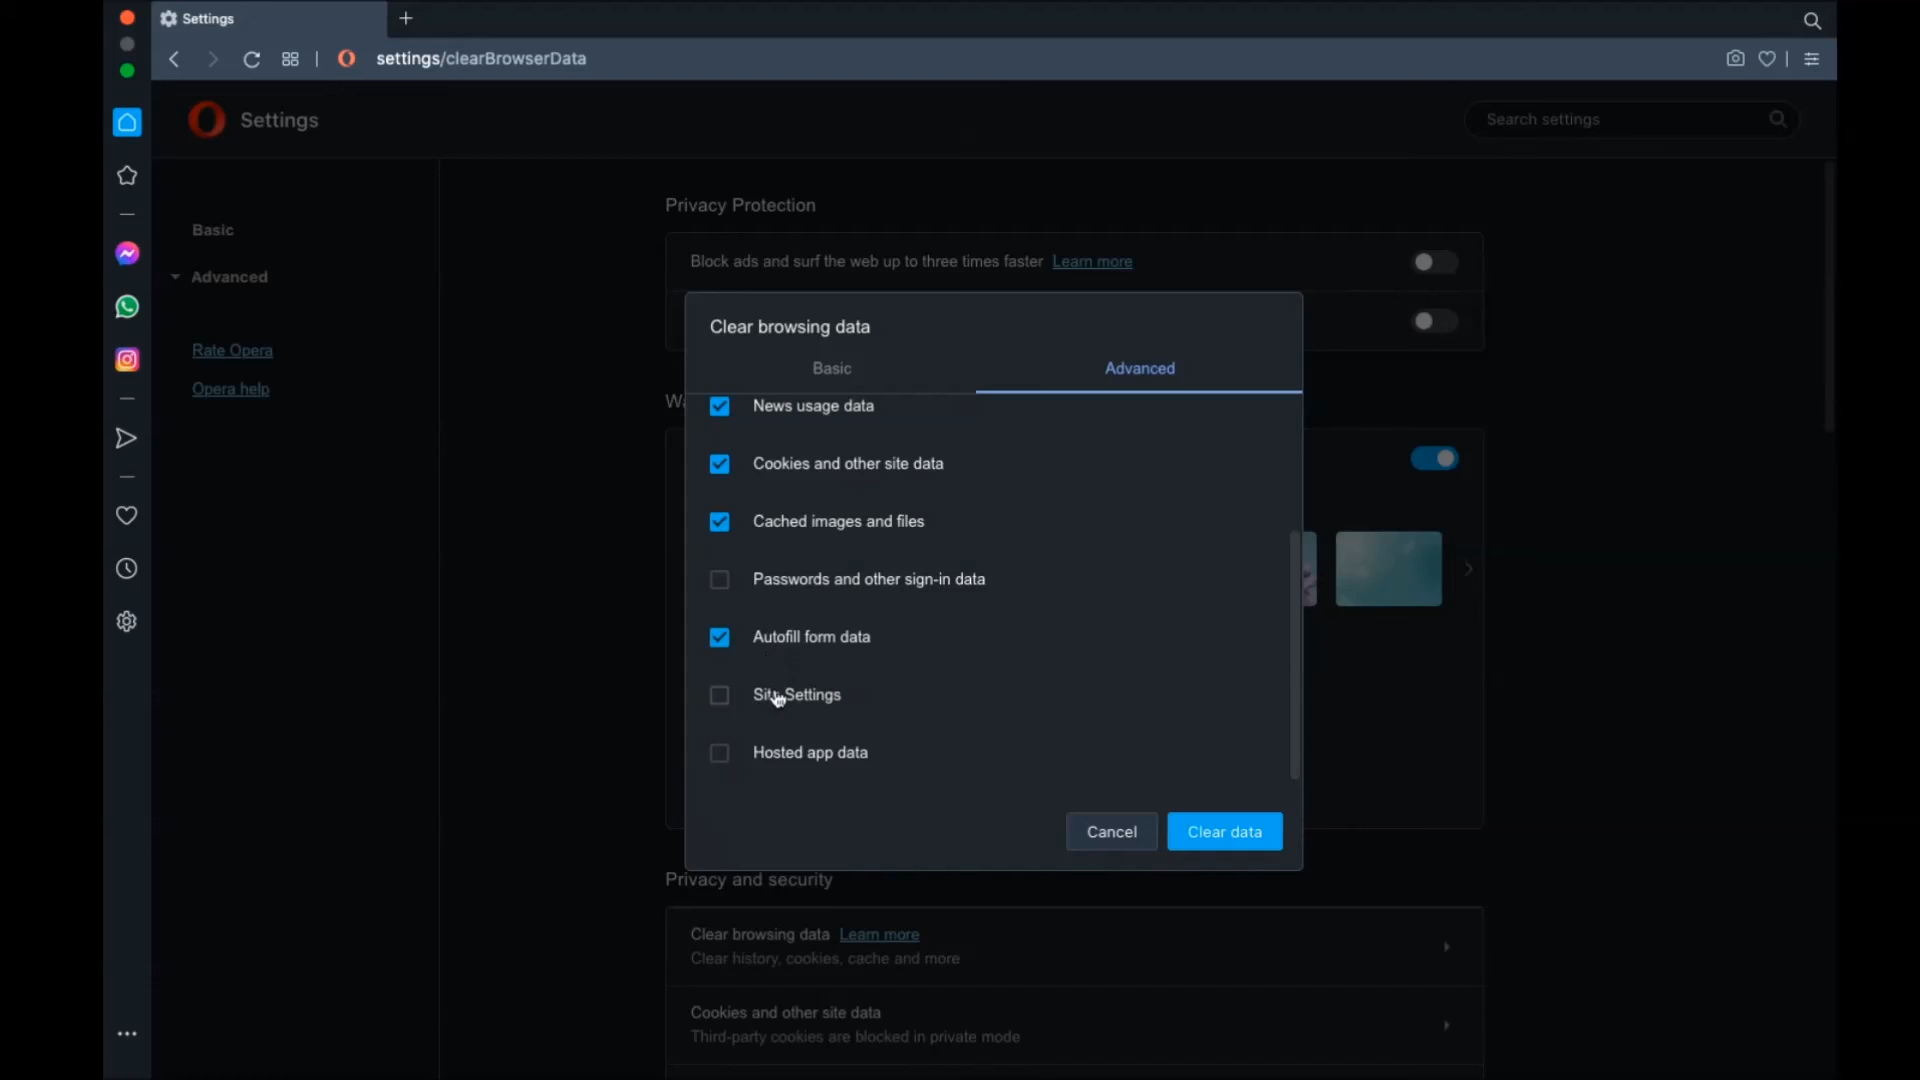 Settings
settings/clearBrowserData
Settings
Search settings
Basic
Advanced
Rate Opera
Opera help
Privacy Protection
Block ads and surf the web up to three times faster Learn more
Clear browsing data
Basic
Advanced
News usage data
Cookies and other site data
Cached images and files
Passwords and other sign-in data
Autofill form data
Site Settings
Hosted app data
Cancel
Clear data
Privacy and security
Clear browsing data Learn more
Clear history, cookies, cache and more
Cookies and other site data
Third-party cookies are blocked in private mode